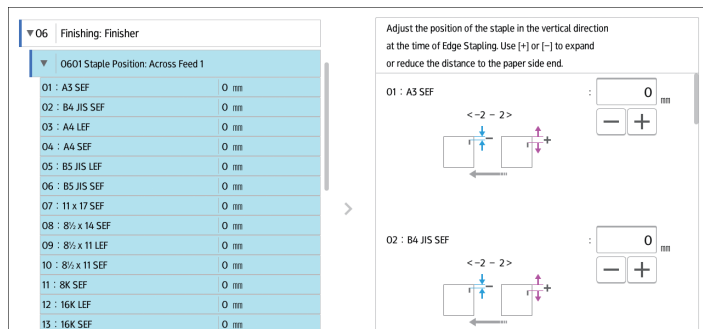 ▼06 Finishing: Finisher
▼ 0601 Staple Position: Across Feed 1
01 : A3 SEF 0 mm
02 : B4 JIS SEF 0 mm
03 : A4 LEF 0 mm
04 : A4 SEF 0 mm
05 : B5 JIS LEF 0 mm
06 : B5 JIS SEF 0 mm
07 : 11 x 17 SEF 0 mm
08 : 8½ x 14 SEF 0 mm
09 : 8½ x 11 LEF 0 mm
10 : 8½ x 11 SEF 0 mm
11 : 8K SEF 0 mm
12 : 16K LEF 0 mm
13 : 16K SEF 0 mm
Adjust the position of the staple in the vertical direction
at the time of Edge Stapling. Use [+] or [−] to expand
or reduce the distance to the paper side end.
01 : A3 SEF : 0 mm
<−2 − 2>
− +
− +
02 : B4 JIS SEF : 0 mm
<−2 − 2>
− +
− +